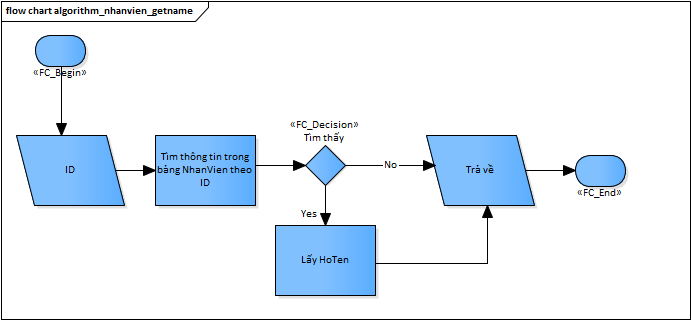 flow chart algorithm_nhanvien_getname
«FC_Begin»
ID
Tìm thông tin trong
bảng NhanVien theo
ID
«FC_Decision»
Tìm thấy
No
Yes
Lấy HoTen
Trả về
«FC_End»